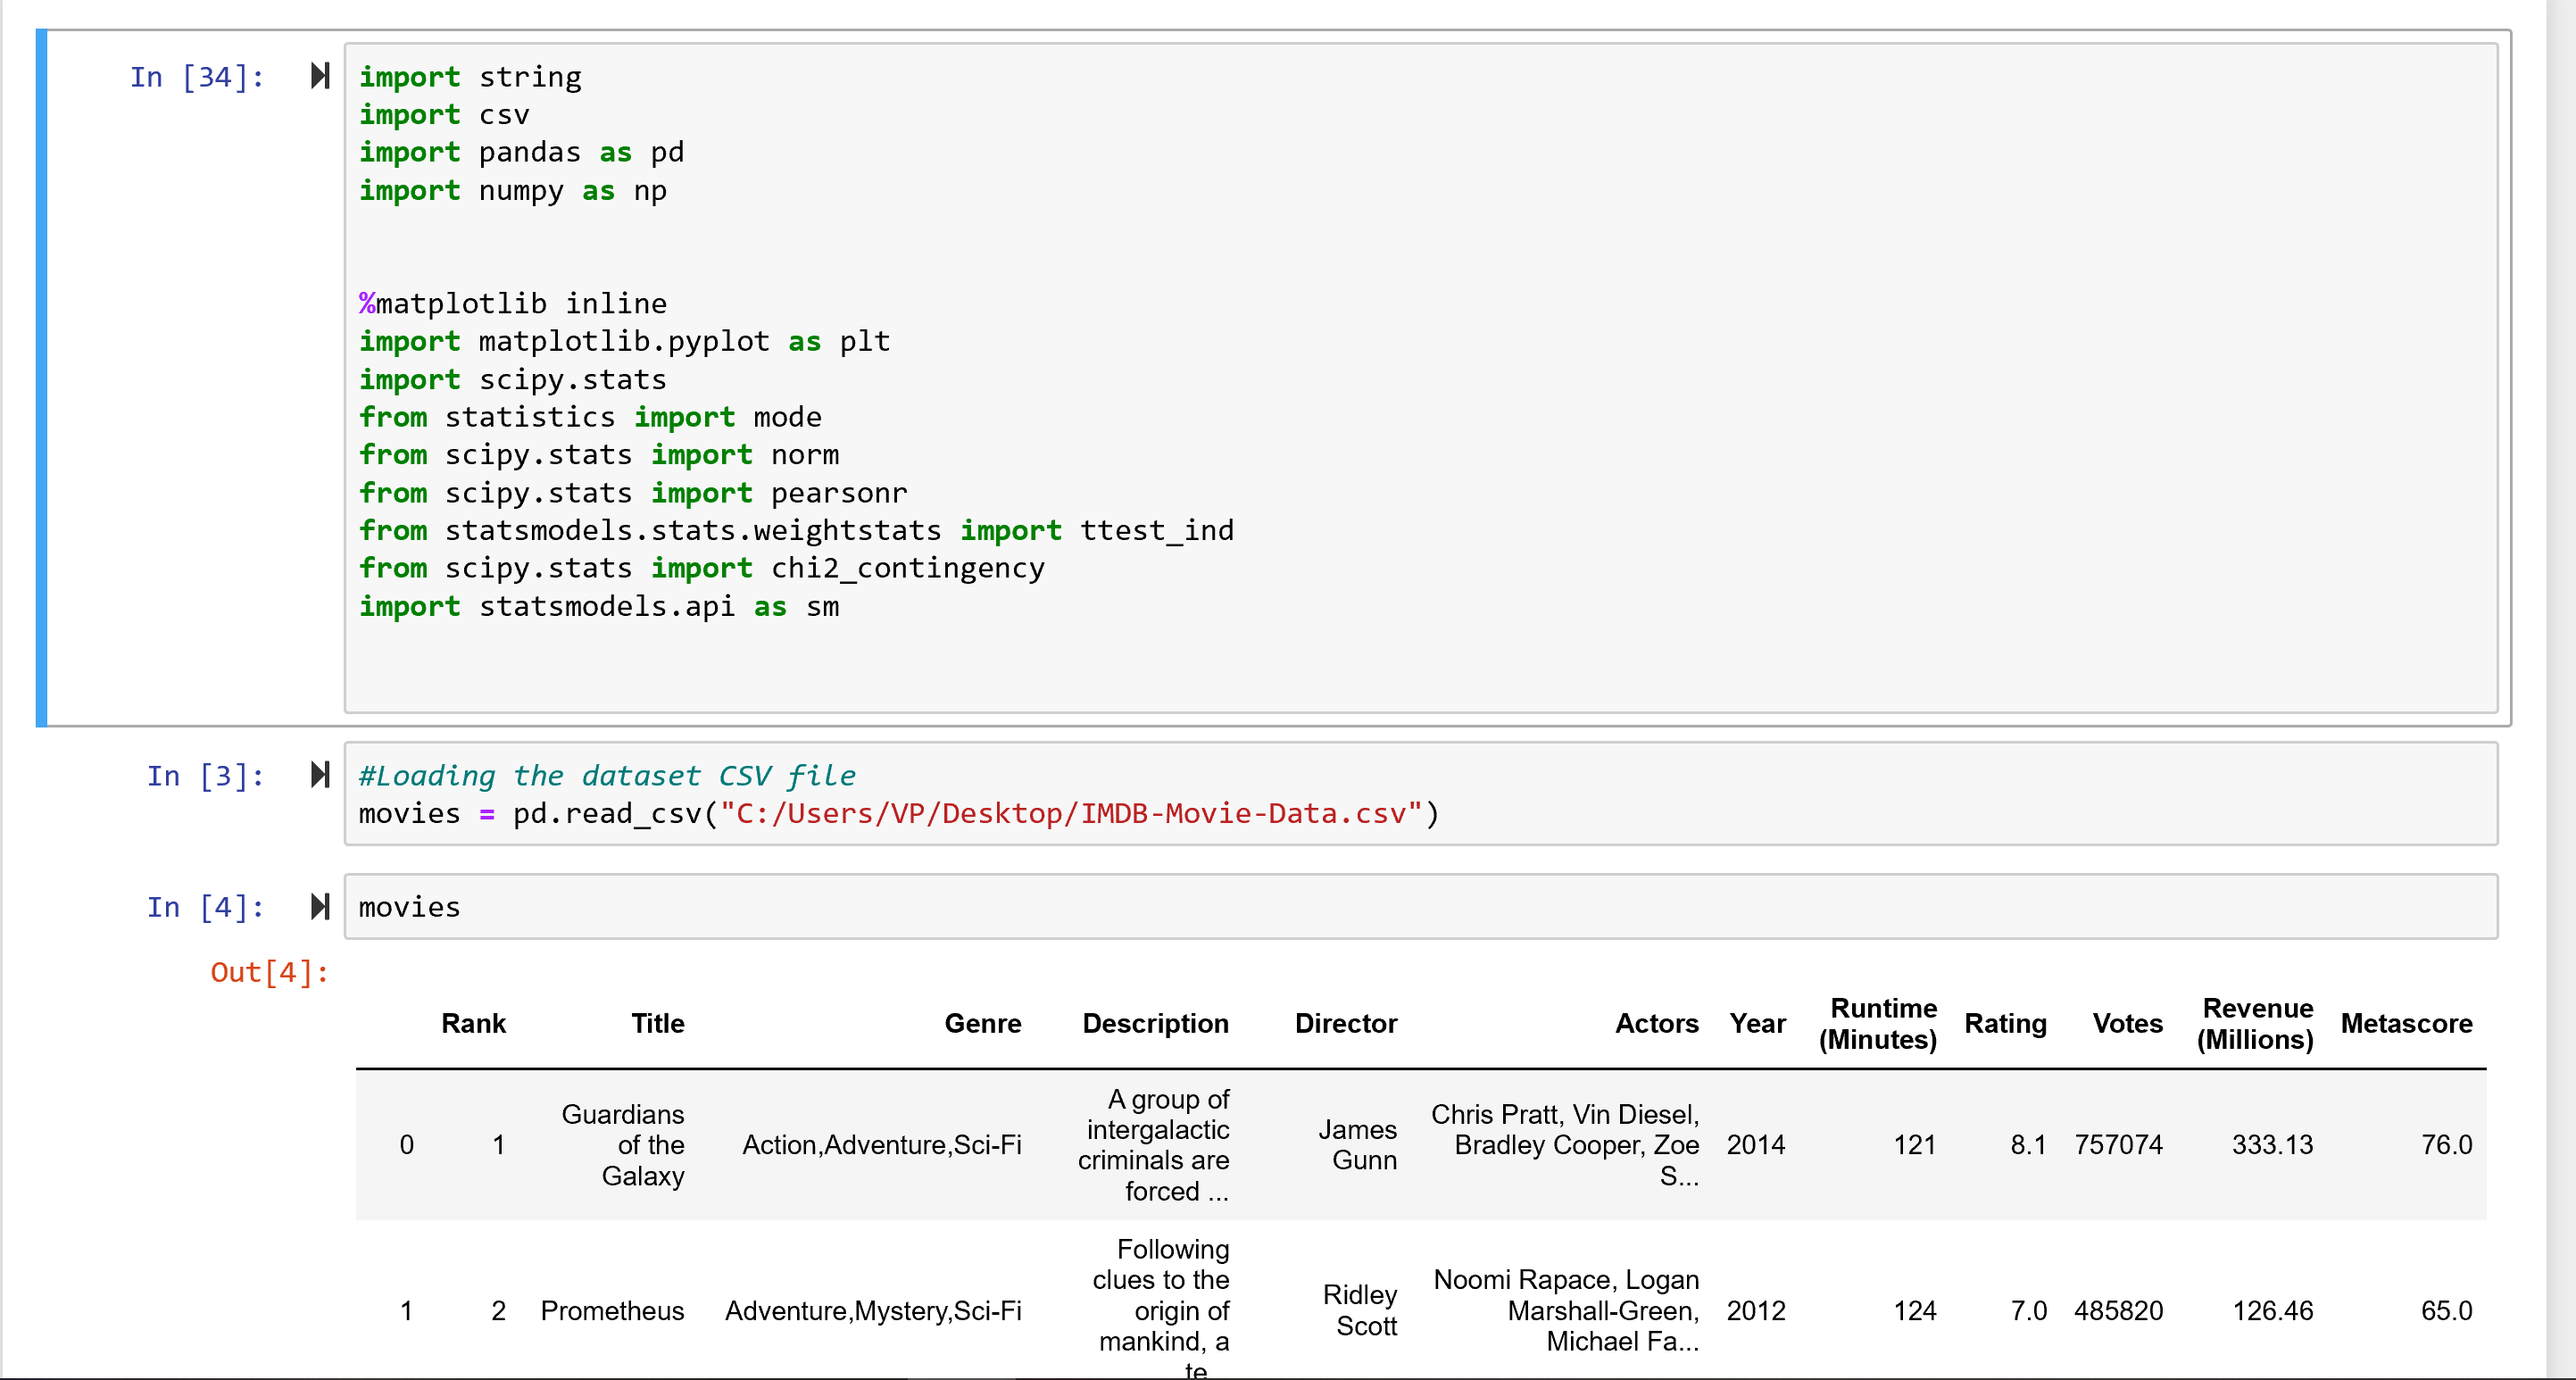 In [34]:
import string
import csv
import pandas as pd
import numpy as np
%matplotlib inline
import matplotlib.pyplot as plt
import scipy.stats
from statistics import mode
from scipy.stats import norm
from scipy.stats import pearsonr
from statsmodels.stats.weightstats import ttest_ind
from scipy.stats import chi2_contingency
import statsmodels.api as sm
In [3]:
#Loading the dataset CSV file
movies = pd.read_csv("C:/Users/VP/Desktop/IMDB-Movie-Data.csv")
In [4]:
movies
Out[4]:
Rank Title Genre Description Director Actors Year Runtime (Minutes) Rating Votes Revenue (Millions) Metascore
0 1 Guardians of the Galaxy Action,Adventure,Sci-Fi A group of intergalactic criminals are forced ... James Gunn Chris Pratt, Vin Diesel, Bradley Cooper, Zoe S... 2014 121 8.1 757074 333.13 76.0
1 2 Prometheus Adventure,Mystery,Sci-Fi Following clues to the origin of mankind, a te Ridley Scott Noomi Rapace, Logan Marshall-Green, Michael Fa... 2012 124 7.0 485820 126.46 65.0